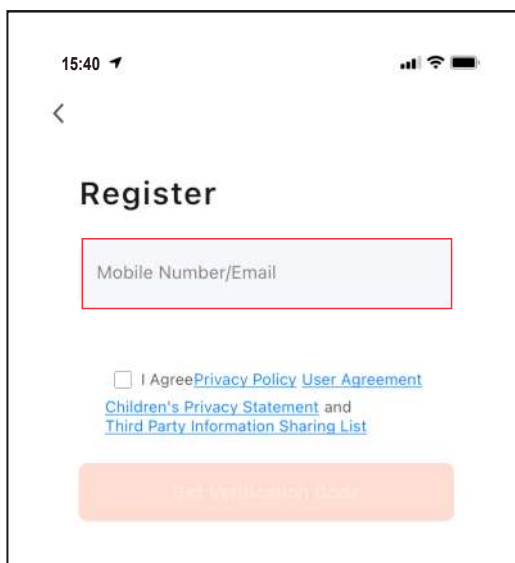 15:40
Register
Mobile Number/Email
I AgreePrivacy Policy User Agreement
Children's Privacy Statement and
Third Party Information Sharing List
Get Verification Code